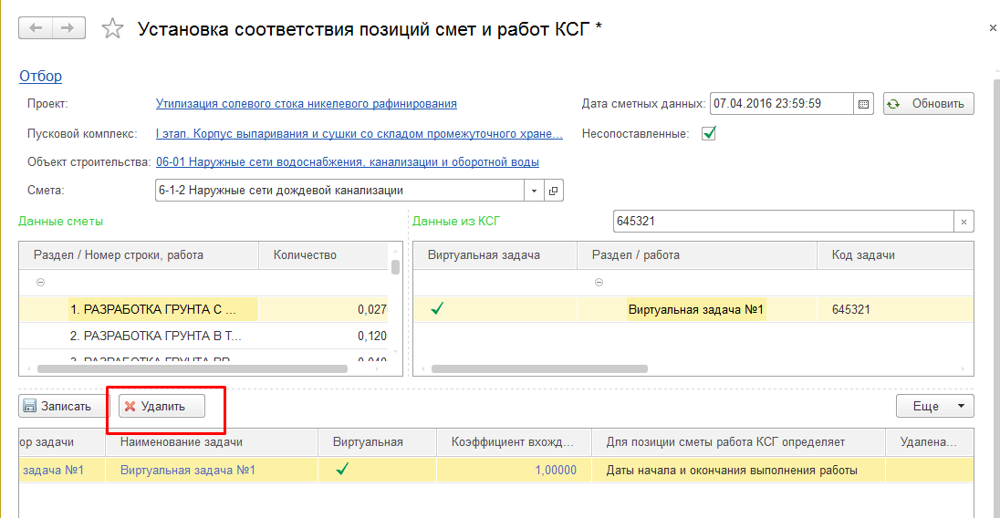 Установка соответствия позиций смет и работ КСГ *
Отбор
Проект: Утилизация солевого стока никелевого рафинирования Дата сметных данных: 07.04.2016 23:59:59 Обновить
Пусковой комплекс: I этап. Корпус выпаривания и сушки со складом промежуточного хране... Несопоставленные:
Объект строительства: 06-01 Наружные сети водоснабжения, канализации и оборотной воды
Смета: 6-1-2 Наружные сети дождевой канализации
Данные сметы Данные из КСГ 645321
Раздел / Номер строки, работа Количество Виртуальная задача Раздел / работа Код задачи
1. РАЗРАБОТКА ГРУНТА С ... 0,027 Виртуальная задача №1 645321
2. РАЗРАБОТКА ГРУНТА В Т... 0,120
Записать Удалить Еще
ор задачи Наименование задачи Виртуальная Коэффициент вхожд... Для позиции сметы работа КСГ определяет Удалена...
задача №1 Виртуальная задача №1 1,00000 Даты начала и окончания выполнения работы